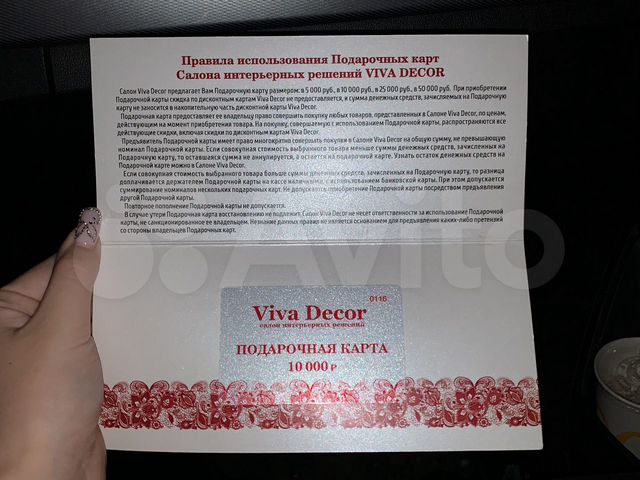 Правила использования Подарочных карт
Салона интерьерных решений VIVA DECOR
Салон Viva Decor предлагает Вам Подарочную карту размером: в 5 000 руб., в 10 000 руб., в 25 000 руб., в 50 000 руб. При приобретении
Подарочной карты скидка по дисконтным картам Viva Decor не предоставляется, и сумма денежных средств, зачисляемых на Подарочную
карту не заносится в накопительную часть дисконтной карты Viva Decor.
Подарочная карта предоставляет ее владельцу право совершить покупку любых товаров, представленных в Салоне Viva Decor, по ценам,
действующим на момент приобретения товара. На покупку, совершаемую с использованием Подарочной карты, распространяются все
действующие скидки, включая скидки по дисконтным картам Viva Decor.
Предъявитель Подарочной карты имеет право многократно совершать покупки в Салоне Viva Decor на общую сумму, не превышающую
номинал Подарочной карты. Если совокупная стоимость выбранного товара меньше суммы денежных средств, зачисленных на
Подарочную карту, то оставшаяся сумма не аннулируется, а остается на подарочной карте. Узнать остаток денежных средств на
Подарочной карте можно в Салоне Viva Decor.
Если совокупная стоимость выбранного товара больше суммы денежных средств, зачисленных на Подарочную карту, то разница
доплачивается держателем Подарочной карты на кассе наличными, с использованием банковской карты. При этом допускается
суммирование номиналов нескольких подарочных карт. Не допускается приобретение Подарочной карты посредством предъявления
другой Подарочной карты.
Повторное пополнение Подарочной карты не допускается.
В случае утери Подарочная карта восстановлению не подлежит. Салон Viva Decor не несет ответственности за использование Подарочной
карты, не санкционированное ее владельцем. Незнание данных правил не является основанием для предъявления каких-либо претензий
со стороны владельцев Подарочных карт.
Avito
0116
Viva Decor
салон интерьерных решений
ПОДАРОЧНАЯ КАРТА
10 000 ₽